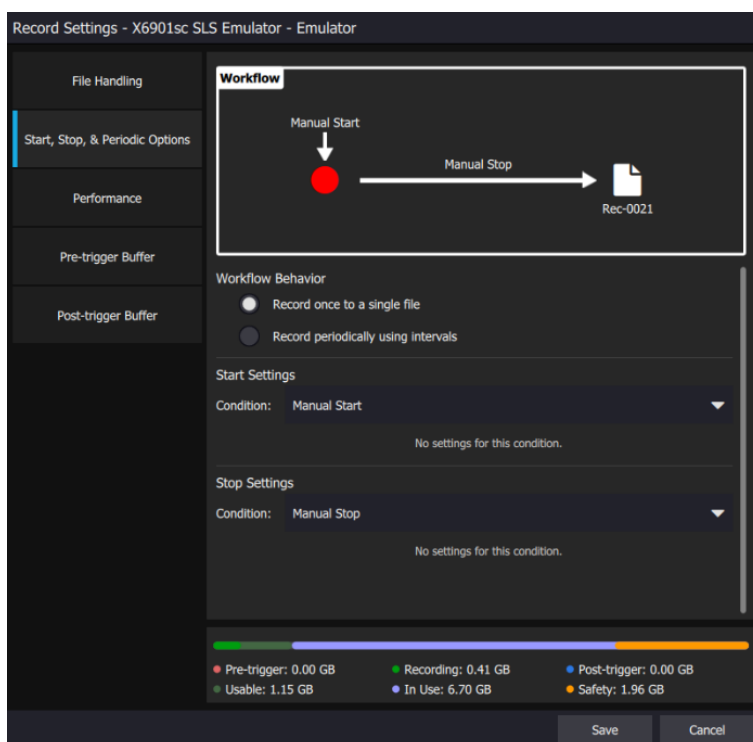 Record Settings - X6901sc SLS Emulator - Emulator
File Handling
Start, Stop, & Periodic Options
Performance
Pre-trigger Buffer
Post-trigger Buffer
Workflow
Manual Start
Manual Stop
Rec-0021
Workflow Behavior
Record once to a single file
Record periodically using intervals
Start Settings
Condition: Manual Start
No settings for this condition.
Stop Settings
Condition: Manual Stop
No settings for this condition.
Pre-trigger: 0.00 GB Recording: 0.41 GB Post-trigger: 0.00 GB
Usable: 1.15 GB In Use: 6.70 GB Safety: 1.96 GB
Save Cancel